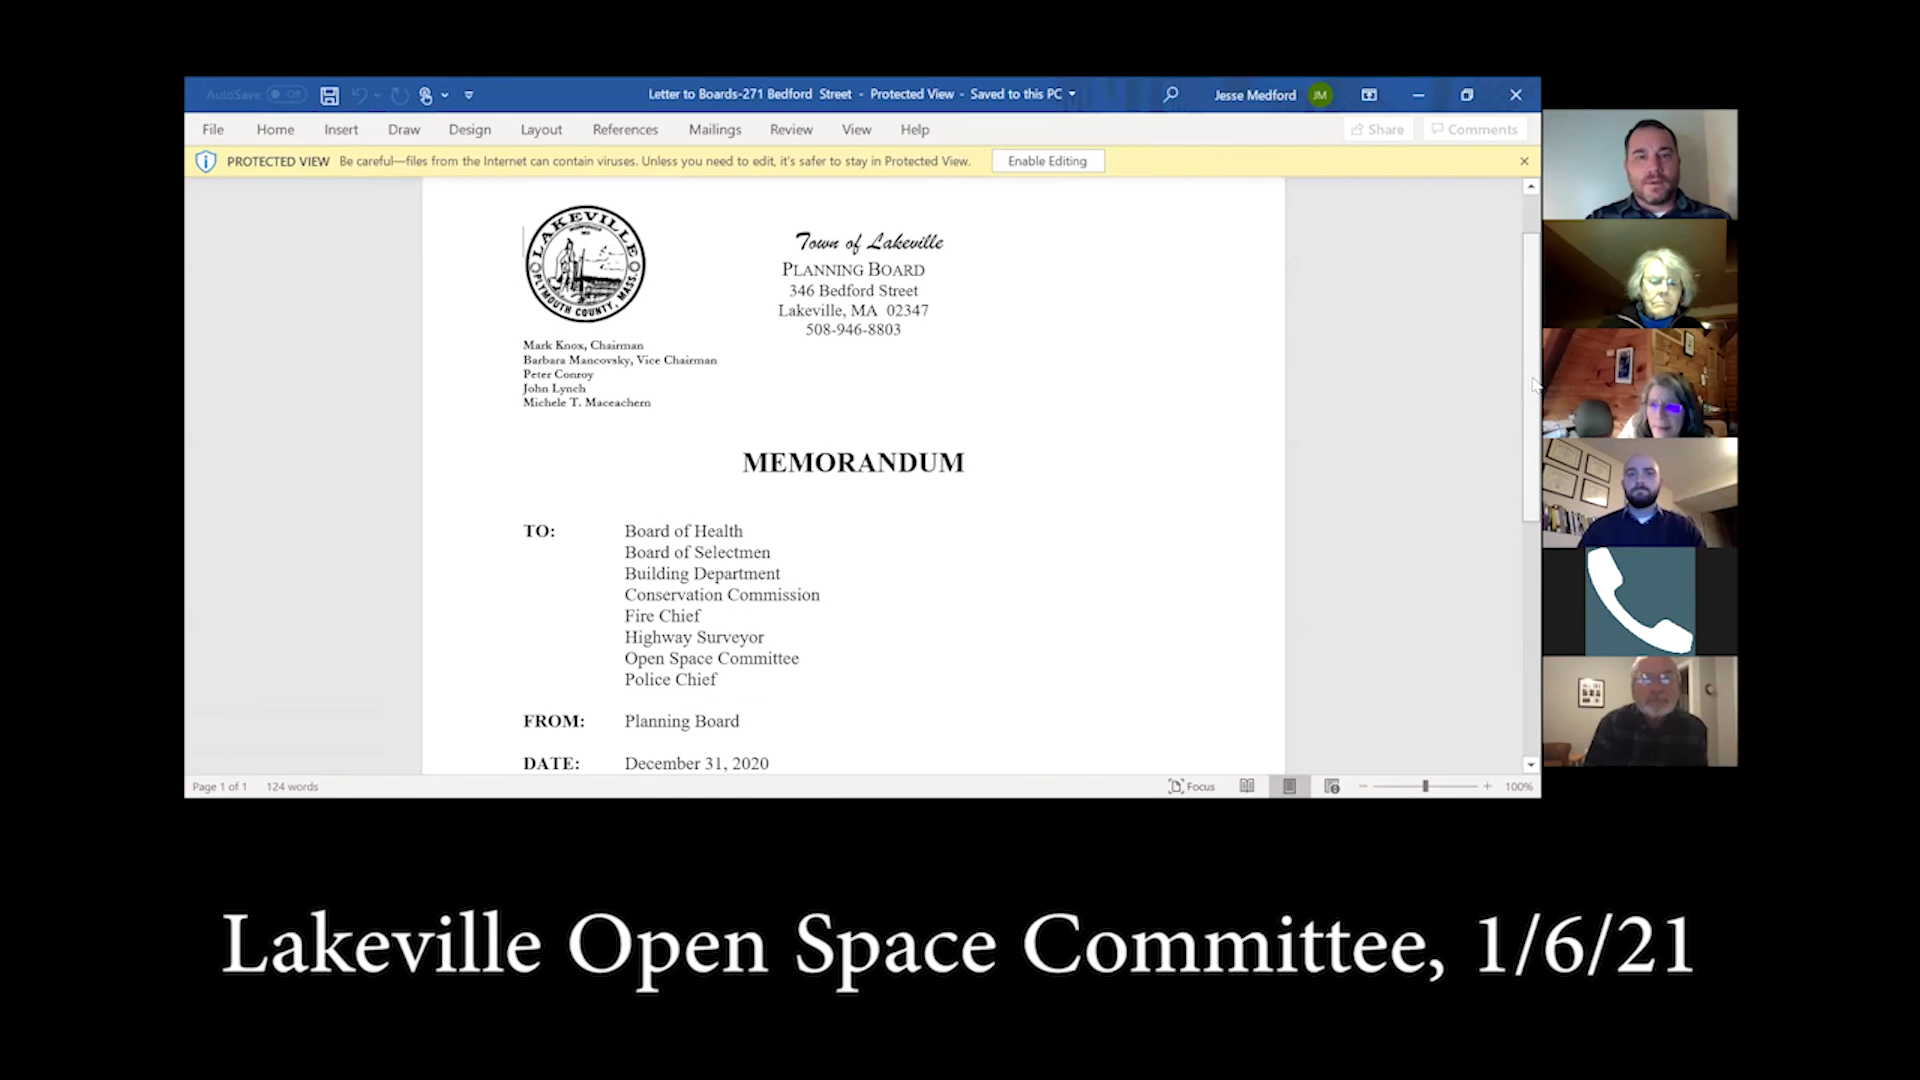 AutoSave Off
Letter to Boards-271 Bedford Street - Protected View - Saved to this PC
Jesse Medford JM
File Home Insert Draw Design Layout References Mailings Review View Help Share Comments
PROTECTED VIEW Be careful—files from the Internet can contain viruses. Unless you need to edit, it's safer to stay in Protected View. Enable Editing
LAKEVILLE
PLYMOUTH COUNTY, MASS.
Town of Lakeville
PLANNING BOARD
346 Bedford Street
Lakeville, MA 02347
508-946-8803
Mark Knox, Chairman
Barbara Mancovsky, Vice Chairman
Peter Conroy
John Lynch
Michele T. Maceachern
MEMORANDUM
TO: Board of Health
Board of Selectmen
Building Department
Conservation Commission
Fire Chief
Highway Surveyor
Open Space Committee
Police Chief
FROM: Planning Board
DATE: December 31, 2020
Page 1 of 1 124 words Focus 100%
Lakeville Open Space Committee, 1/6/21